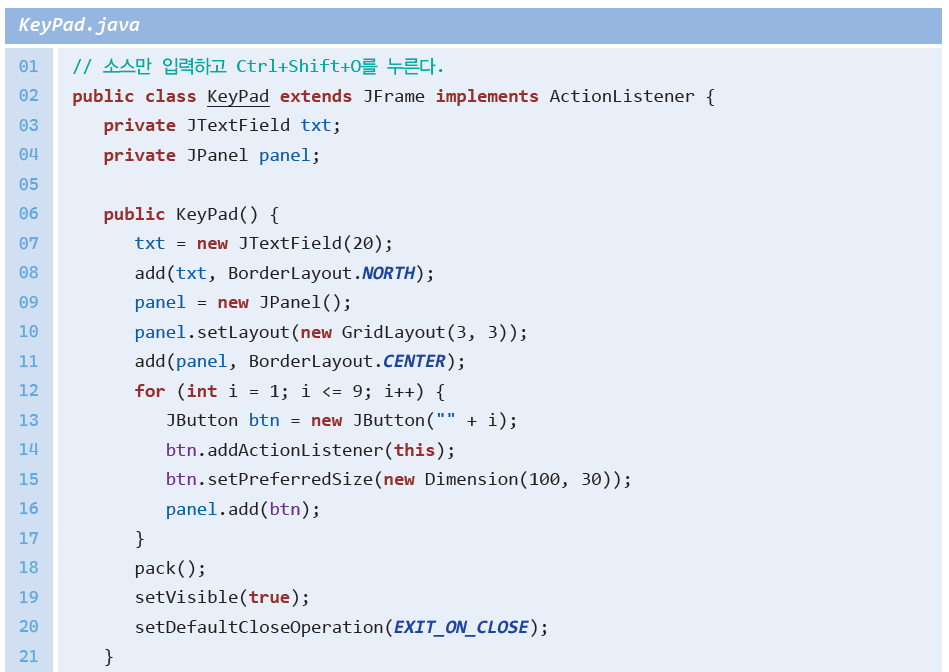 KeyPad.java
01 // 소스만 입력하고 Ctrl+Shift+O를 누른다.
02 public class KeyPad extends JFrame implements ActionListener {
03 private JTextField txt;
04 private JPanel panel;
05
06 public KeyPad() {
07 txt = new JTextField(20);
08 add(txt, BorderLayout.NORTH);
09 panel = new JPanel();
10 panel.setLayout(new GridLayout(3, 3));
11 add(panel, BorderLayout.CENTER);
12 for (int i = 1; i <= 9; i++) {
13 JButton btn = new JButton("" + i);
14 btn.addActionListener(this);
15 btn.setPreferredSize(new Dimension(100, 30));
16 panel.add(btn);
17 }
18 pack();
19 setVisible(true);
20 setDefaultCloseOperation(EXIT_ON_CLOSE);
21 }